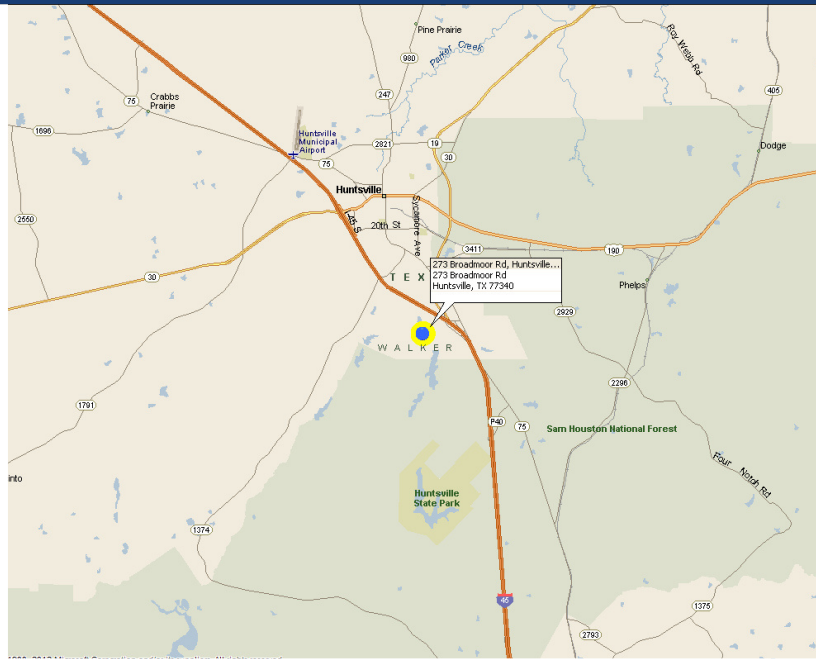 Pine Prairie
Parker Creek
Roy Webb Rd
980
75
Crabbs
Prairie
247
405
1696
Huntsville
Municipal
Airport
2821
19
75
30
Dodge
Huntsville
Sycamore Ave
I-45 S
20th St
2550
3411
190
30
273 Broadmoor Rd, Huntsville...
273 Broadmoor Rd
Huntsville, TX 77340
T E X
Phelps
2929
W A L K E R
2296
1791
P40
75
Sam Houston National Forest
Four Notch Rd
into
Huntsville
State Park
1374
45
1375
2793